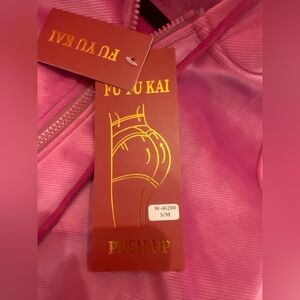 FU YU KAI
FU YU KAI
W-46200
S/M
PUSH UP